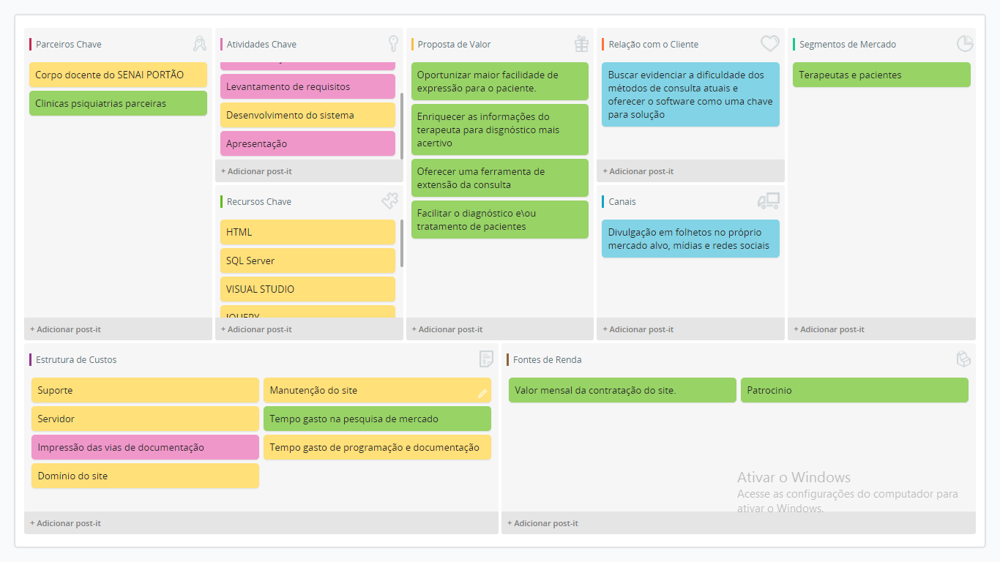 Parceiros Chave
Corpo docente do SENAI PORTÃO
Clinicas psiquiatrias parceiras
+ Adicionar post-it
Atividades Chave
Levantamento de requisitos
Desenvolvimento do sistema
Apresentação
+ Adicionar post-it
Recursos Chave
HTML
SQL Server
VISUAL STUDIO
JQUERY
+ Adicionar post-it
Proposta de Valor
Oportunizar maior facilidade de
expressão para o paciente.
Enriquecer as informações do
terapeuta para disgnóstico mais
acertivo
Oferecer uma ferramenta de
extensão da consulta
Facilitar o diagnóstico e\ou
tratamento de pacientes
+ Adicionar post-it
Relação com o Cliente
Buscar evidenciar a dificuldade dos
métodos de consulta atuais e
oferecer o software como uma chave
para solução
+ Adicionar post-it
Canais
Divulgação em folhetos no próprio
mercado alvo, mídias e redes sociais
+ Adicionar post-it
Segmentos de Mercado
Terapeutas e pacientes
+ Adicionar post-it
Estrutura de Custos
Suporte
Manutenção do site
Servidor
Tempo gasto na pesquisa de mercado
Impressão das vias de documentação
Tempo gasto de programação e documentação
Domínio do site
+ Adicionar post-it
Fontes de Renda
Valor mensal da contratação do site.
Patrocinio
+ Adicionar post-it
Ativar o Windows
Acesse as configurações do computador para
ativar o Windows.